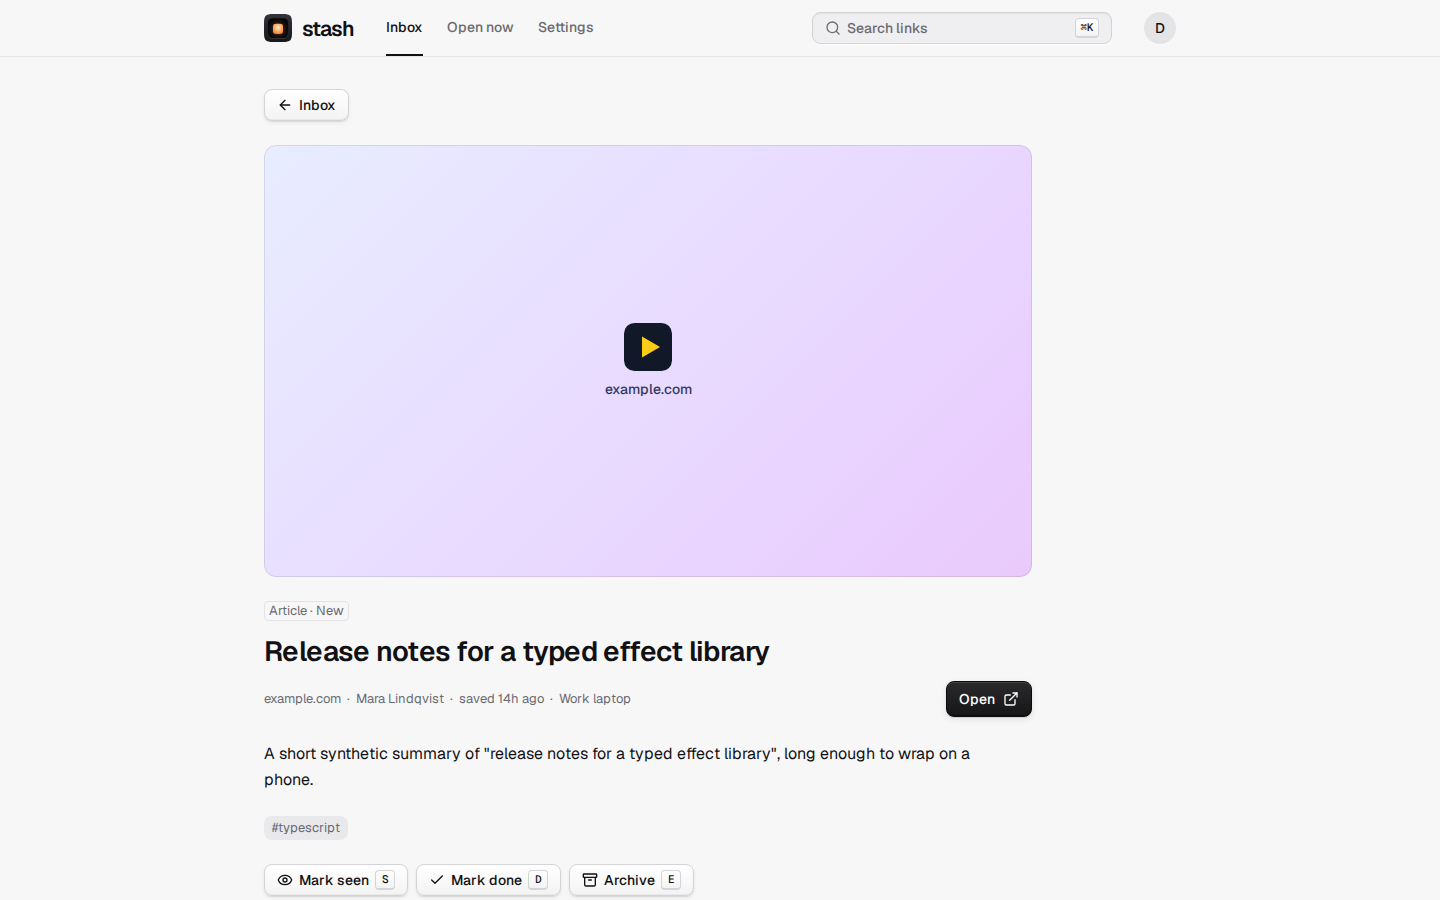 stash
Inbox
Open now
Settings
Search links
⌘K
D
Inbox
example.com
Article · New
Release notes for a typed effect library
example.com · Mara Lindqvist · saved 14h ago · Work laptop
Open
A short synthetic summary of "release notes for a typed effect library", long enough to wrap on a
phone.
#typescript
Mark seen S
Mark done D
Archive E